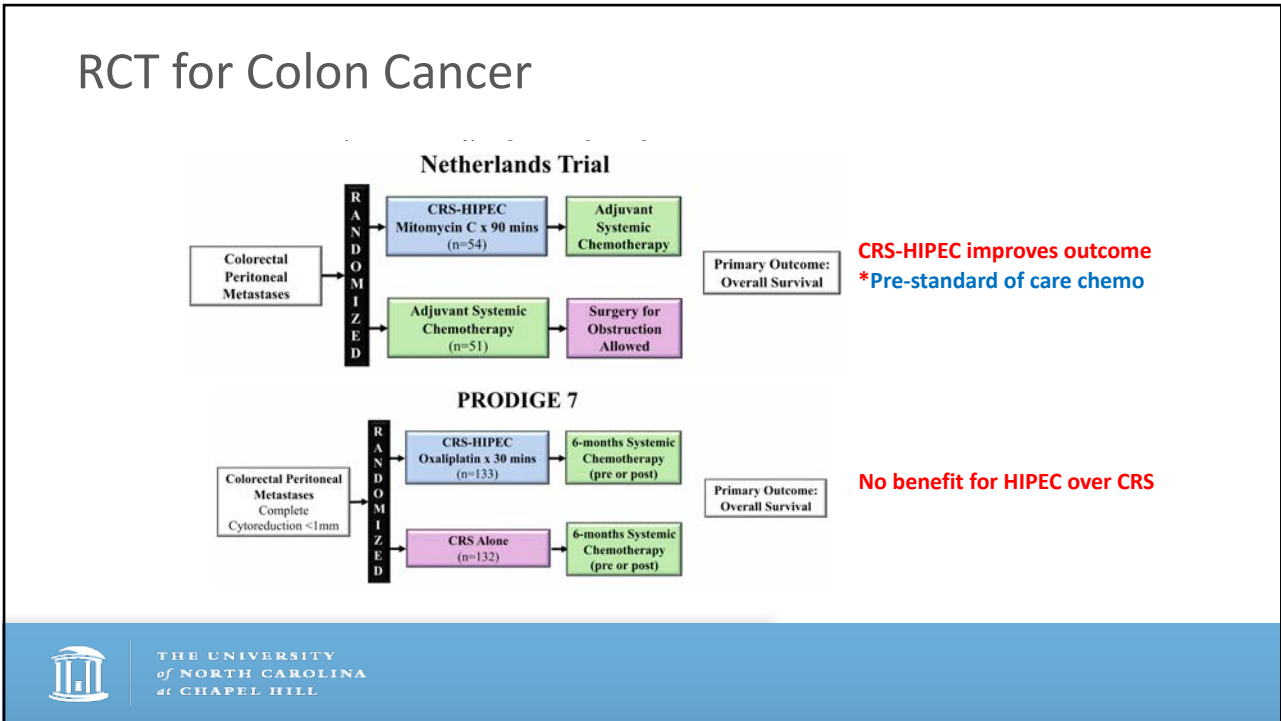 RCT for Colon Cancer
Netherlands Trial
Colorectal
Peritoneal
Metastases
R
A
N
D
O
M
I
Z
E
D
CRS-HIPEC
Mitomycin C x 90 mins
(n=54)
Adjuvant
Systemic
Chemotherapy
Adjuvant Systemic
Chemotherapy
(n=51)
Surgery for
Obstruction
Allowed
Primary Outcome:
Overall Survival
CRS-HIPEC improves outcome
*Pre-standard of care chemo
PRODIGE 7
Colorectal Peritoneal
Metastases
Complete
Cytoreduction <1mm
R
A
N
D
O
M
I
Z
E
D
CRS-HIPEC
Oxaliplatin x 30 mins
(n=133)
6-months Systemic
Chemotherapy
(pre or post)
CRS Alone
(n=132)
6-months Systemic
Chemotherapy
(pre or post)
Primary Outcome:
Overall Survival
No benefit for HIPEC over CRS
THE UNIVERSITY
of NORTH CAROLINA
at CHAPEL HILL